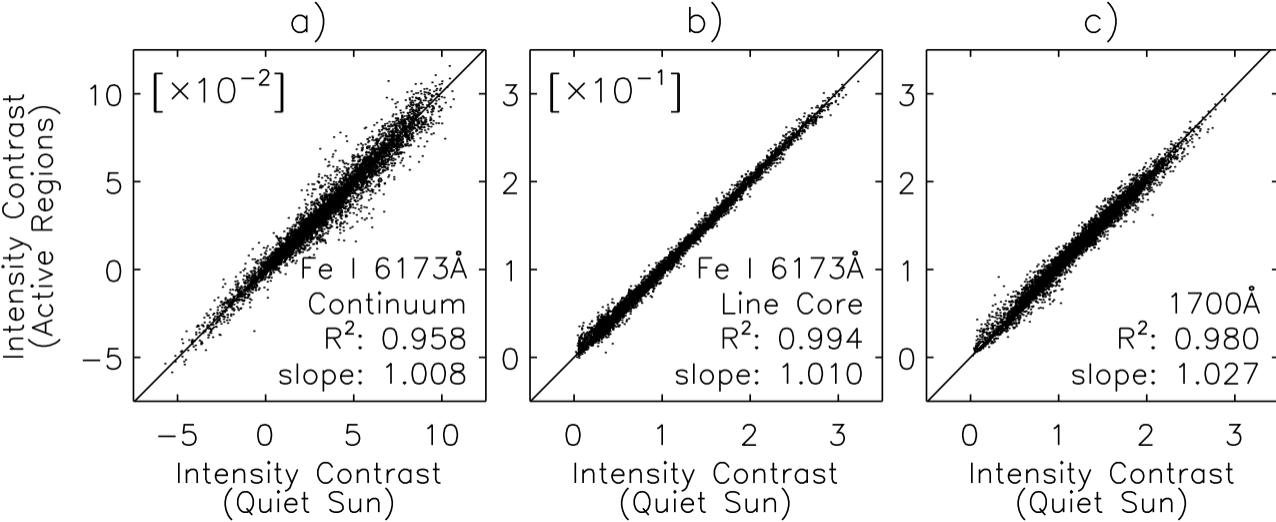 a)
b)
c)
Intensity Contrast
(Active Regions)
[×10⁻²]
10
5
0
−5
Fe I 6173Å
Continuum
R²: 0.958
slope: 1.008
−5 0 5 10
Intensity Contrast
(Quiet Sun)
[×10⁻¹]
3
2
1
0
Fe I 6173Å
Line Core
R²: 0.994
slope: 1.010
0 1 2 3
Intensity Contrast
(Quiet Sun)
3
2
1
0
1700Å
R²: 0.980
slope: 1.027
0 1 2 3
Intensity Contrast
(Quiet Sun)